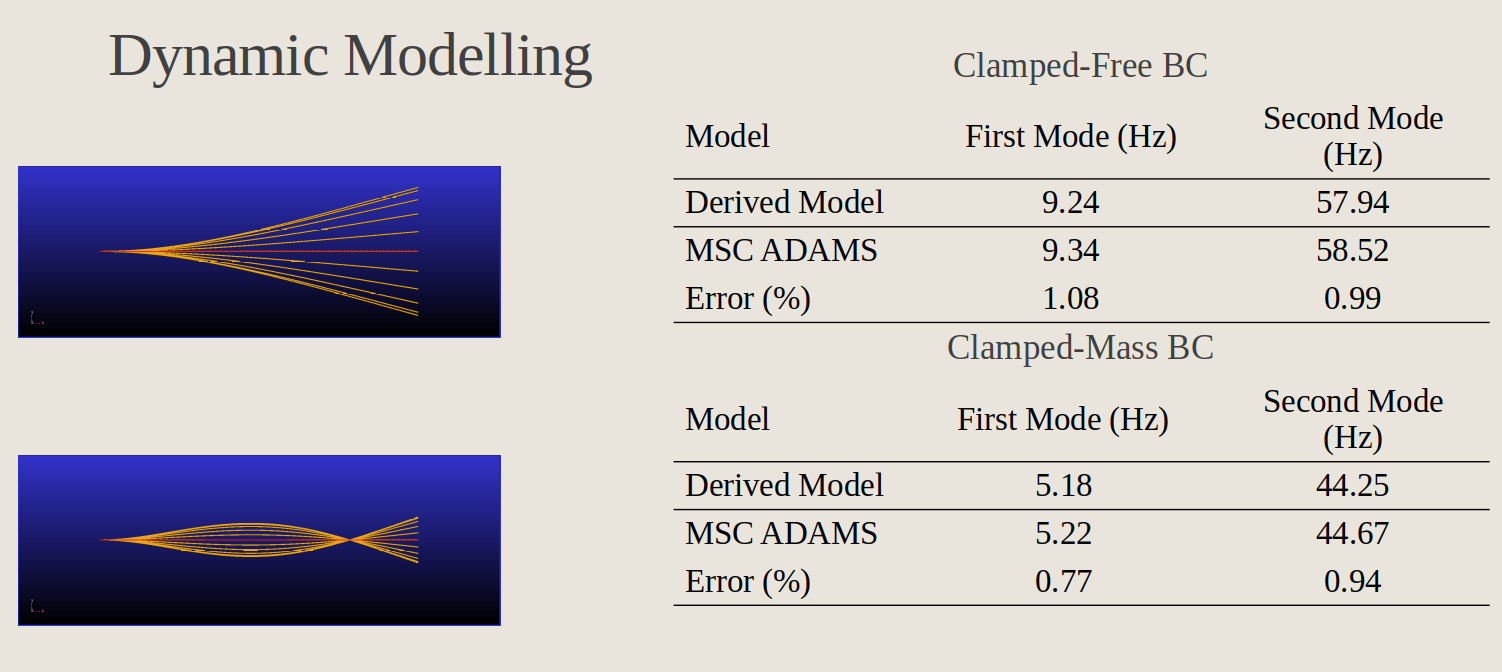 Dynamic Modelling
Clamped-Free BC
Model First Mode (Hz) Second Mode (Hz)
Derived Model 9.24 57.94
MSC ADAMS 9.34 58.52
Error (%) 1.08 0.99
Clamped-Mass BC
Model First Mode (Hz) Second Mode (Hz)
Derived Model 5.18 44.25
MSC ADAMS 5.22 44.67
Error (%) 0.77 0.94